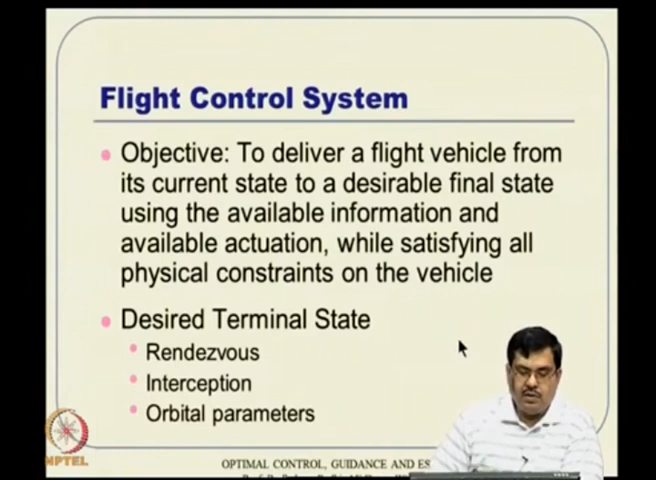 Flight Control System
Objective: To deliver a flight vehicle from
its current state to a desirable final state
using the available information and
available actuation, while satisfying all
physical constraints on the vehicle
Desired Terminal State
Rendezvous
Interception
Orbital parameters
NPTEL
OPTIMAL CONTROL, GUIDANCE AND ES